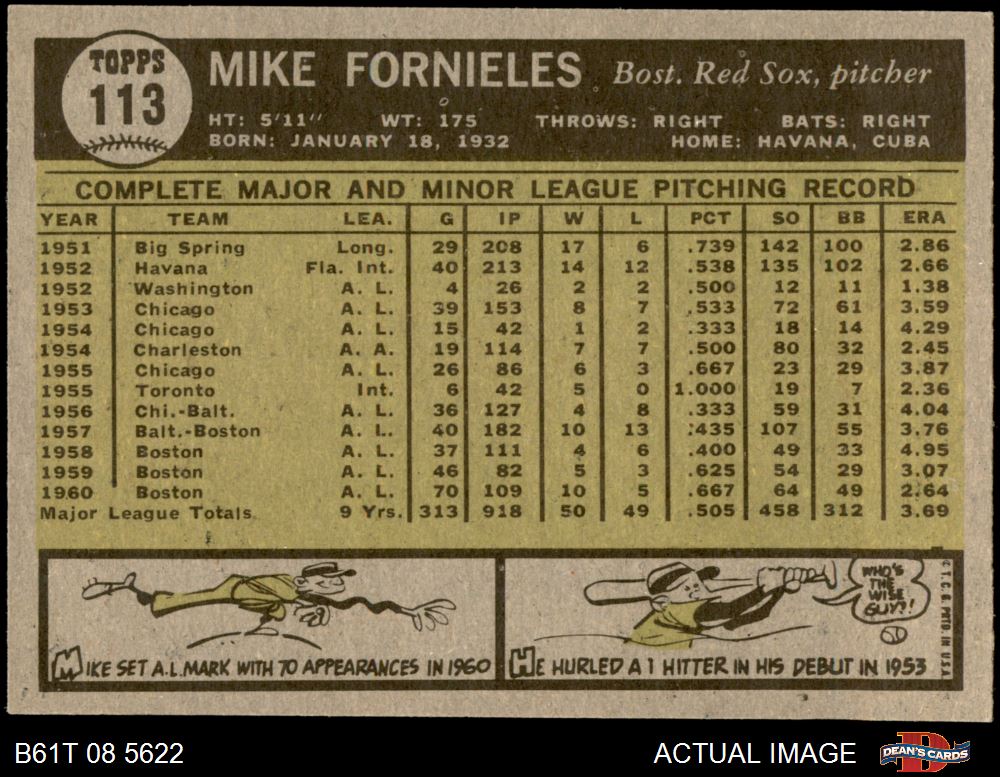 TOPPS
113
MIKE FORNIELES Bost. Red Sox, pitcher
HT: 5'11" WT: 175 THROWS: RIGHT BATS: RIGHT
BORN: JANUARY 18, 1932 HOME: HAVANA, CUBA
COMPLETE MAJOR AND MINOR LEAGUE PITCHING RECORD
YEAR TEAM LEA. G IP W L PCT SO BB ERA
1951 Big Spring Long. 29 208 17 6 .739 142 100 2.86
1952 Havana Fla. Int. 40 213 14 12 .538 135 102 2.66
1952 Washington A. L. 4 26 2 2 .500 12 11 1.38
1953 Chicago A. L. 39 153 8 7 .533 72 61 3.59
1954 Chicago A. L. 15 42 1 2 .333 18 14 4.29
1954 Charleston A. A. 19 114 7 7 .500 80 32 2.45
1955 Chicago A. L. 26 86 6 3 .667 23 29 3.87
1955 Toronto Int. 6 42 5 0 1.000 19 7 2.36
1956 Chi.-Balt. A. L. 36 127 4 8 .333 59 31 4.04
1957 Balt.-Boston A. L. 40 182 10 13 .435 107 55 3.76
1958 Boston A. L. 37 111 4 6 .400 49 33 4.95
1959 Boston A. L. 46 82 5 3 .625 54 29 3.07
1960 Boston A. L. 70 109 10 5 .667 64 49 2.64
Major League Totals 9 Yrs. 313 918 50 49 .505 458 312 3.69
MIKE SET A.L. MARK WITH 70 APPEARANCES IN 1960
WHO'S
THE
WISE
GUY?!
HE HURLED A 1 HITTER IN HIS DEBUT IN 1953
© T. C. G. PRTD. IN U.S.A.
B61T 08 5622
ACTUAL IMAGE
DEAN'S CARDS